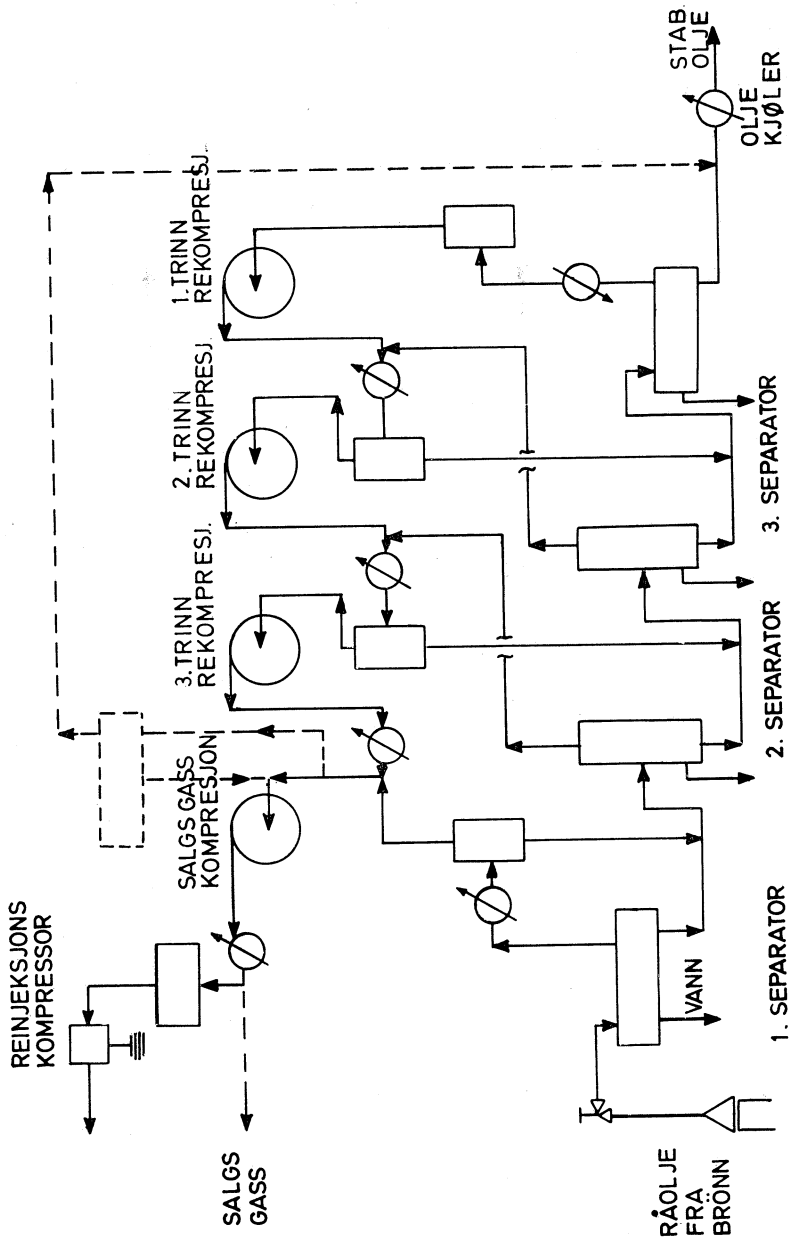 REINJEKSJONS
KOMPRESSOR
SALGS GASS
KOMPRESJON
3.TRINN
REKOMPRESJ.
2.TRINN
REKOMPRESJ.
1.TRINN
REKOMPRESJ.
SALGS
GASS
STAB.
OLJE
OLJE
KJØLER
VANN
RÅOLJE
FRA
BRÖNN
1. SEPARATOR
2. SEPARATOR
3. SEPARATOR